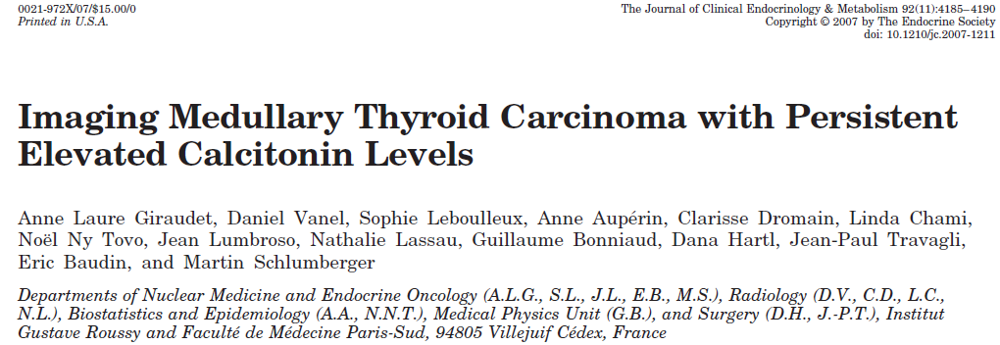 0021-972X/07/$15.00/0
Printed in U.S.A.
The Journal of Clinical Endocrinology & Metabolism 92(11):4185–4190
Copyright © 2007 by The Endocrine Society
doi: 10.1210/jc.2007-1211
Imaging Medullary Thyroid Carcinoma with Persistent
Elevated Calcitonin Levels
Anne Laure Giraudet, Daniel Vanel, Sophie Leboulleux, Anne Aupérin, Clarisse Dromain, Linda Chami,
Noël Ny Tovo, Jean Lumbroso, Nathalie Lassau, Guillaume Bonniaud, Dana Hartl, Jean-Paul Travagli,
Eric Baudin, and Martin Schlumberger
Departments of Nuclear Medicine and Endocrine Oncology (A.L.G., S.L., J.L., E.B., M.S.), Radiology (D.V., C.D., L.C.,
N.L.), Biostatistics and Epidemiology (A.A., N.N.T.), Medical Physics Unit (G.B.), and Surgery (D.H., J.-P.T.), Institut
Gustave Roussy and Faculté de Médecine Paris-Sud, 94805 Villejuif Cédex, France